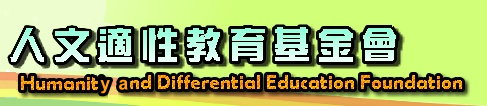 人文適性教育基金會
Humanity and Differential Education Foundation